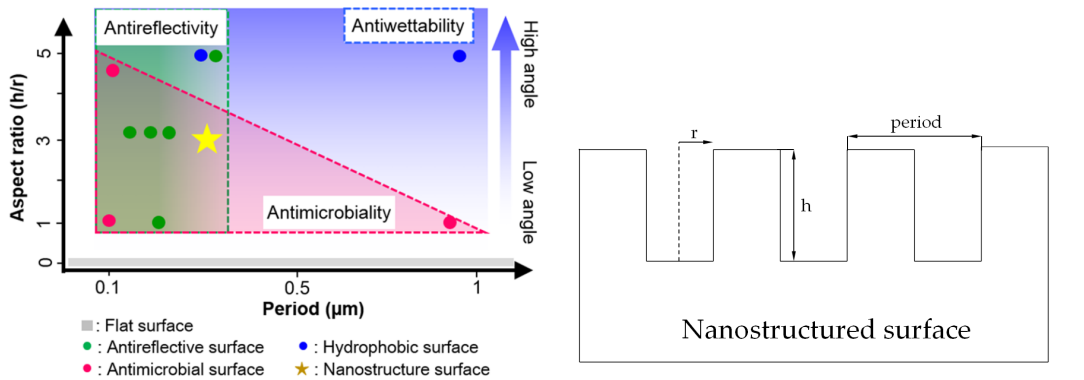 Antireflectivity
Antiwettability
High angle
Low angle
Aspect ratio (h/r)
5
3
1
0
Antimicrobiality
0.1
0.5
1
Period (μm)
: Flat surface
: Antireflective surface
: Hydrophobic surface
: Antimicrobial surface
: Nanostructure surface
r
period
h
Nanostructured surface